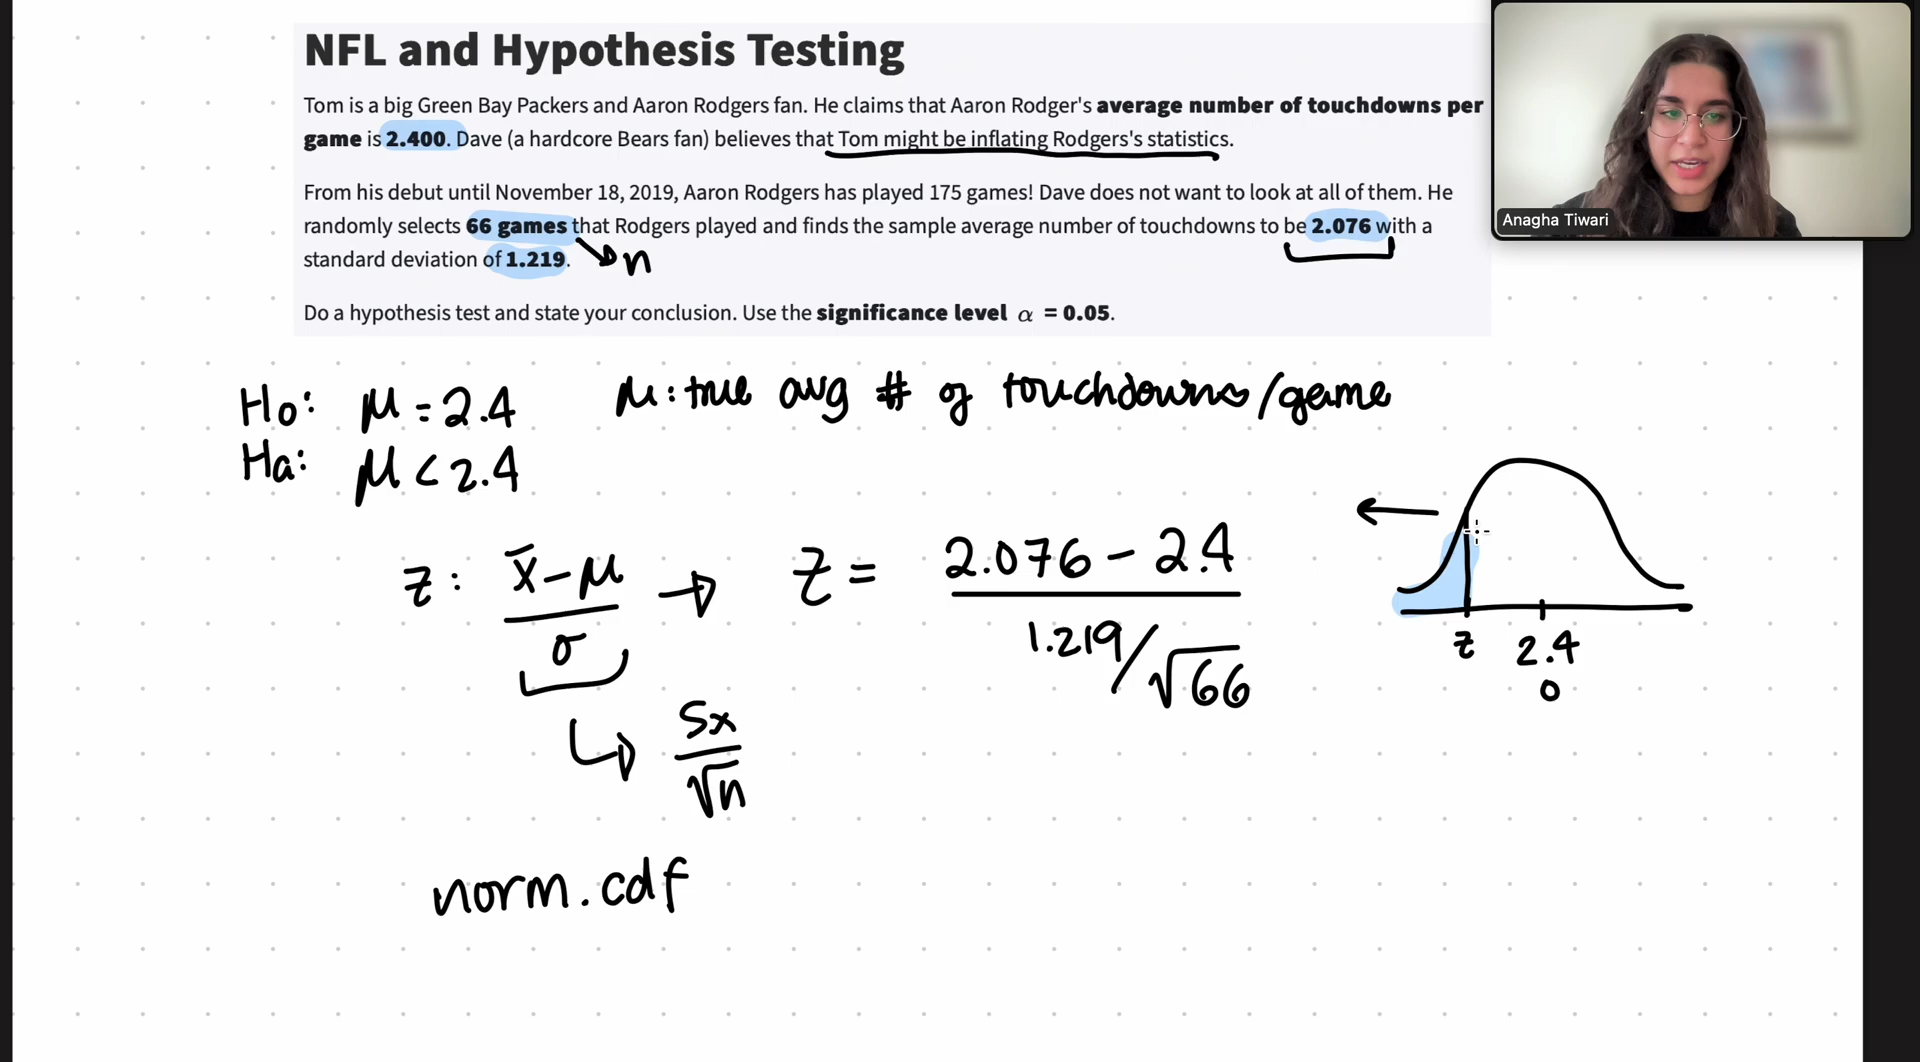 NFL and Hypothesis Testing
Tom is a big Green Bay Packers and Aaron Rodgers fan. He claims that Aaron Rodger's average number of touchdowns per
game is 2.400. Dave (a hardcore Bears fan) believes that Tom might be inflating Rodgers's statistics.
From his debut until November 18, 2019, Aaron Rodgers has played 175 games! Dave does not want to look at all of them. He
randomly selects 66 games that Rodgers played and finds the sample average number of touchdowns to be 2.076 with a
standard deviation of 1.219.
n
Do a hypothesis test and state your conclusion. Use the significance level α = 0.05.
Anagha Tiwari
Ho: μ = 2.4
μ: true avg # of touchdowns/game
Ha: μ < 2.4
z: x̄ - μ / σ → z = 2.076 - 2.4 / 1.219/√66
Sx / √n
z 2.4
0
norm.cdf